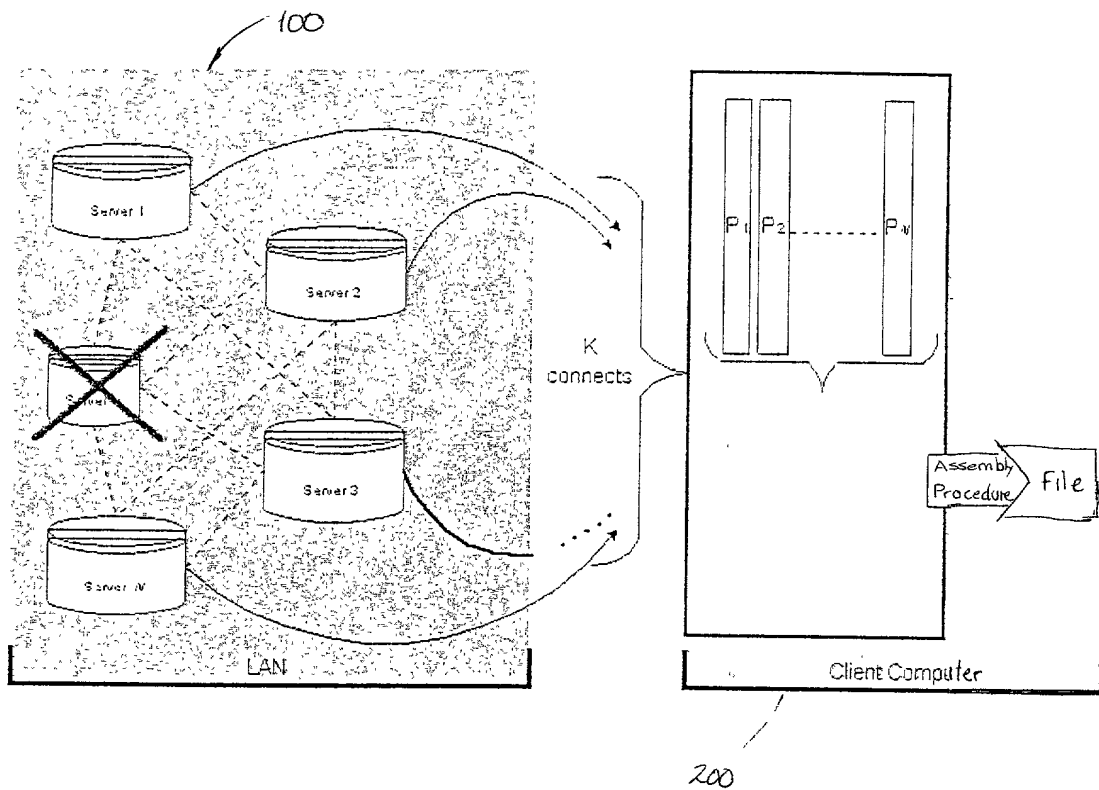 100
Server 1
Server 2
Server
Server 3
Server N
LAN
K
connects
P1 P2 PN
Assembly
Procedure
File
Client Computer
200